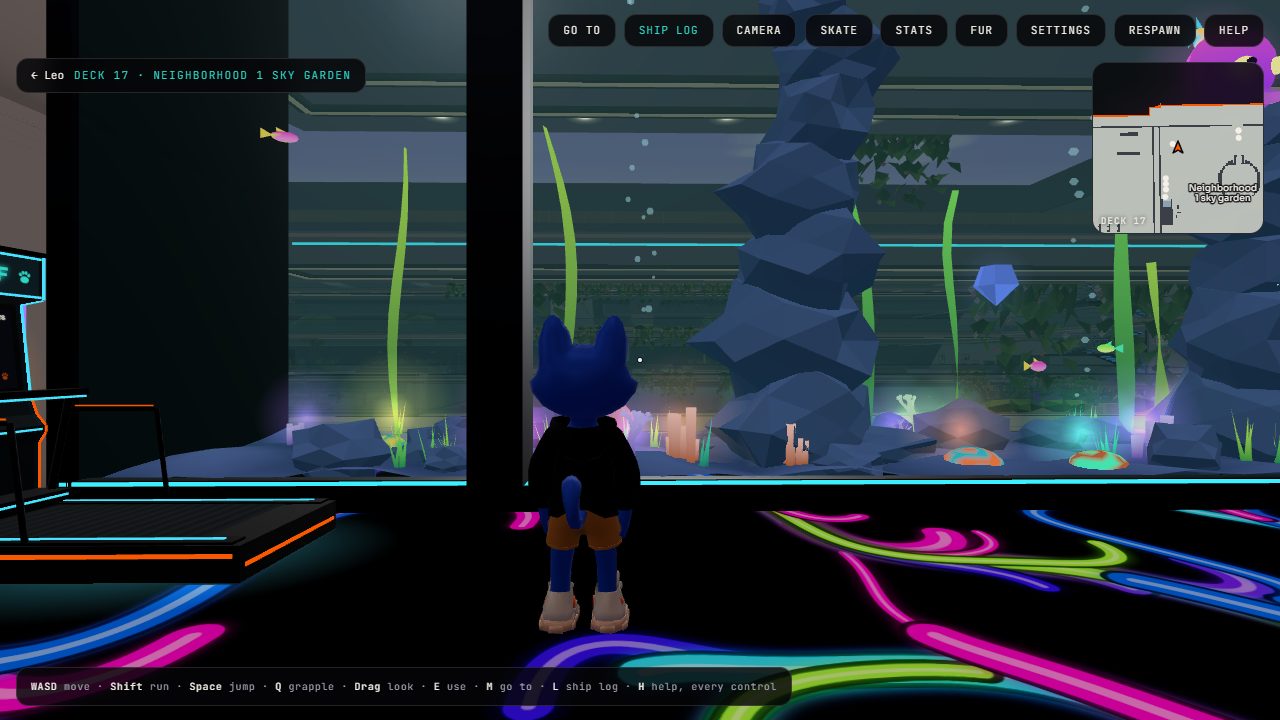 GO TO
SHIP LOG
CAMERA
SKATE
STATS
FUR
SETTINGS
RESPAWN
HELP
← Leo DECK 17 · NEIGHBORHOOD 1 SKY GARDEN
Neighborhood
1 sky garden
DECK 17
WASD move · Shift run · Space jump · Q grapple · Drag look · E use · M go to · L ship log · H help, every control